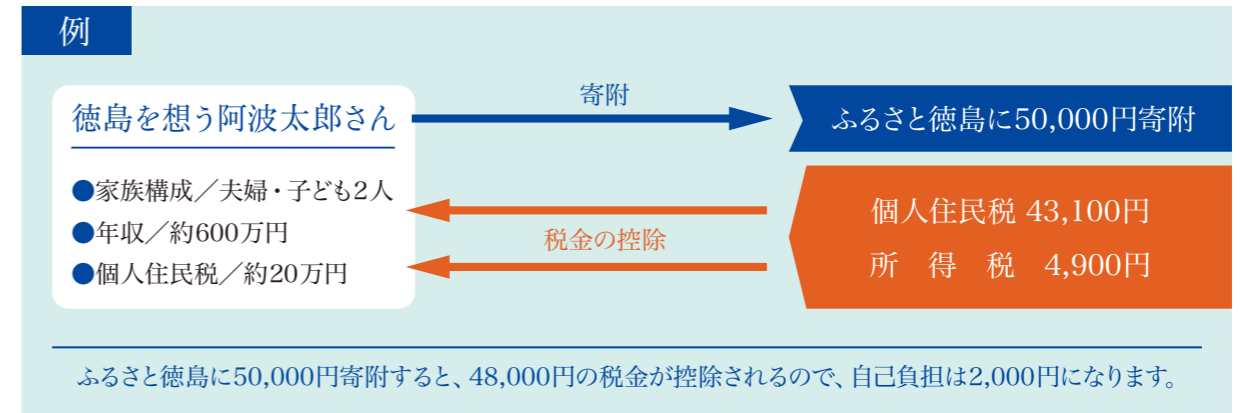 例
徳島を想う阿波太郎さん
●家族構成／夫婦・子ども2人
●年収／約600万円
●個人住民税／約20万円
寄附
ふるさと徳島に50,000円寄附
税金の控除
個人住民税 43,100円
所 得 税 4,900円
ふるさと徳島に50,000円寄附すると、48,000円の税金が控除されるので、自己負担は2,000円になります。